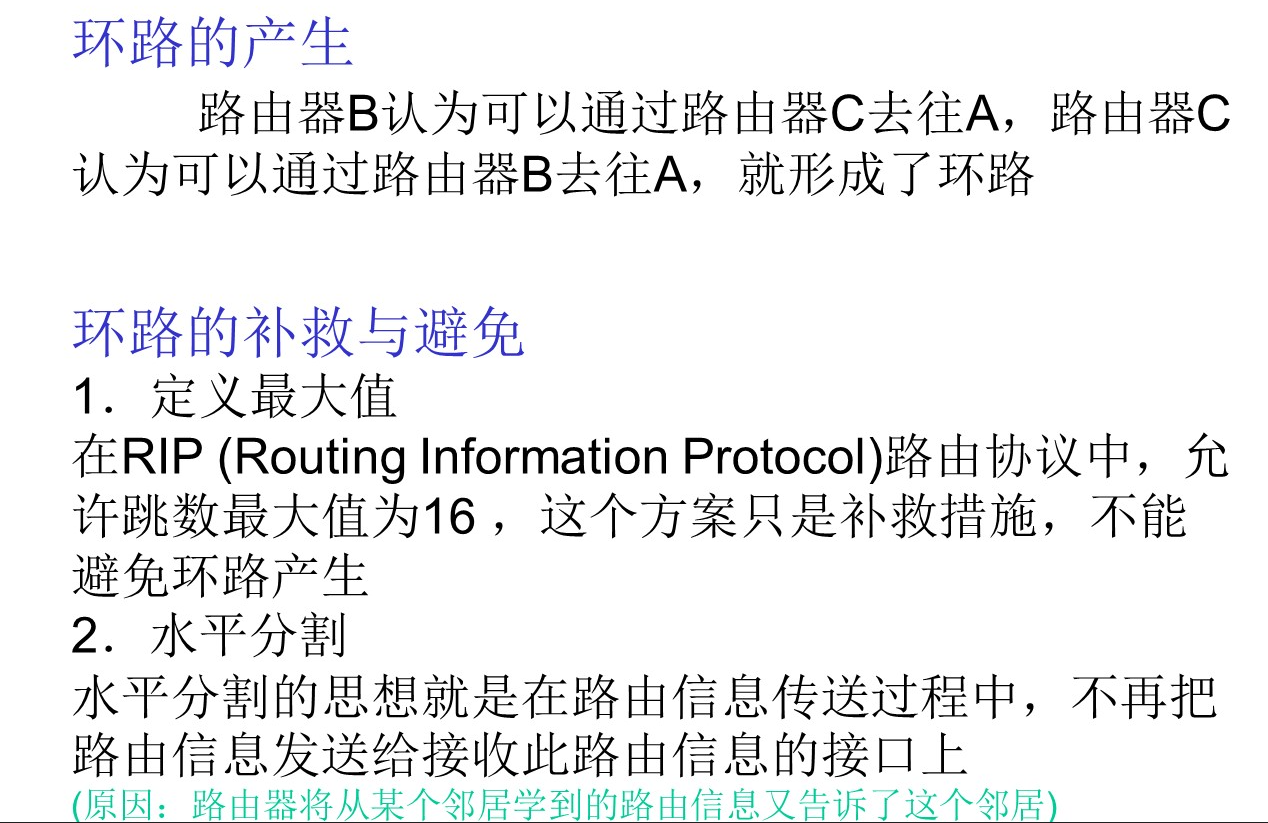 环路的产生
路由器B认为可以通过路由器C去往A，路由器C
认为可以通过路由器B去往A，就形成了环路
环路的补救与避免
1．定义最大值
在RIP (Routing Information Protocol)路由协议中，允
许跳数最大值为16 ，这个方案只是补救措施，不能
避免环路产生
2．水平分割
水平分割的思想就是在路由信息传送过程中，不再把
路由信息发送给接收此路由信息的接口上
(原因：路由器将从某个邻居学到的路由信息又告诉了这个邻居)